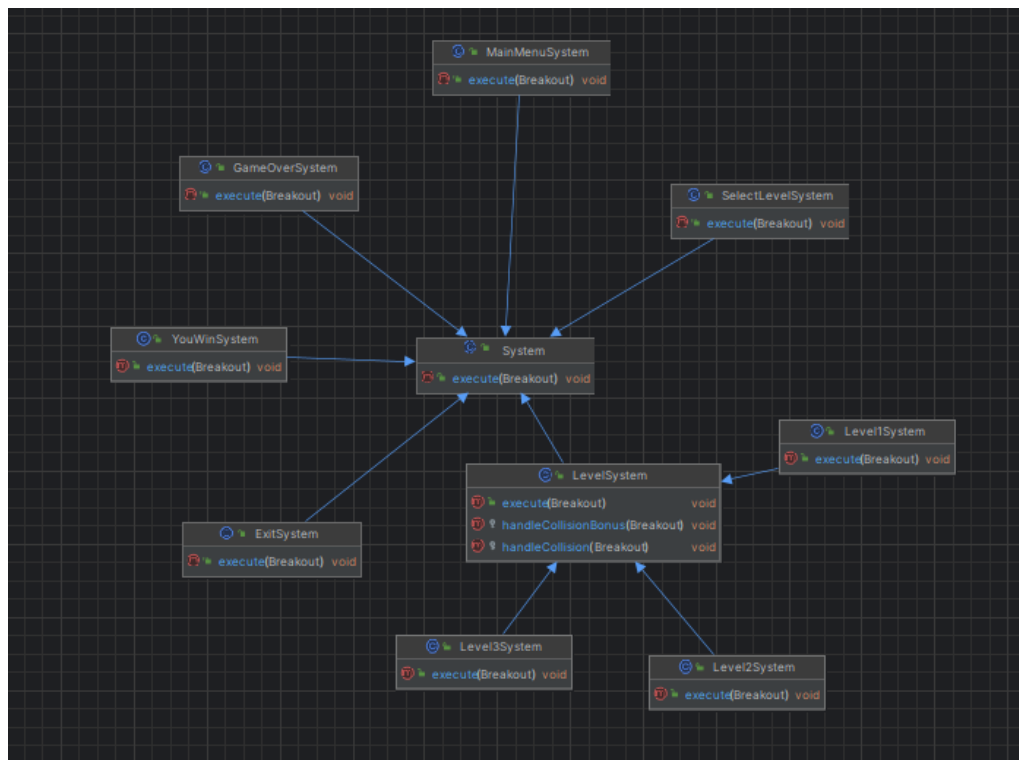 MainMenuSystem
execute(Breakout) void
GameOverSystem
execute(Breakout) void
SelectLevelSystem
execute(Breakout) void
YouWinSystem
execute(Breakout) void
System
execute(Breakout) void
Level1System
execute(Breakout) void
LevelSystem
execute(Breakout) void
handleCollisionBonus(Breakout) void
handleCollision(Breakout) void
ExitSystem
execute(Breakout) void
Level3System
execute(Breakout) void
Level2System
execute(Breakout) void